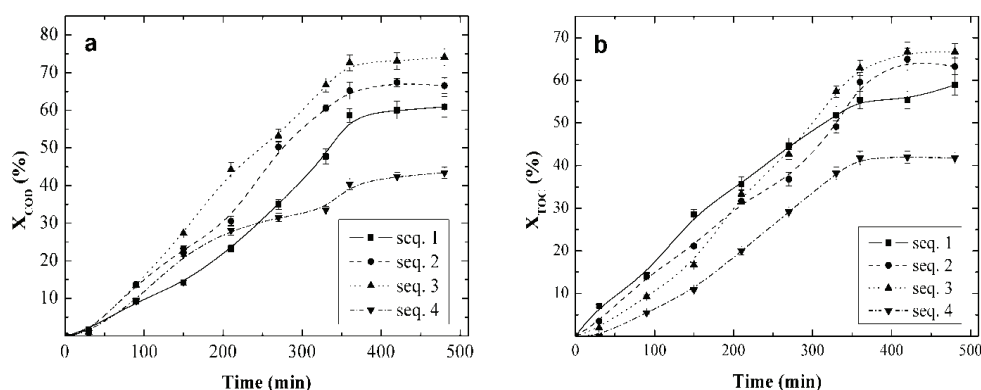 a
80
70
60
50
40
30
20
10
X_COD (%)
0 100 200 300 400 500
Time (min)
seq. 1
seq. 2
seq. 3
seq. 4
b
70
60
50
40
30
20
10
X_TOC (%)
0 100 200 300 400 500
Time (min)
seq. 1
seq. 2
seq. 3
seq. 4